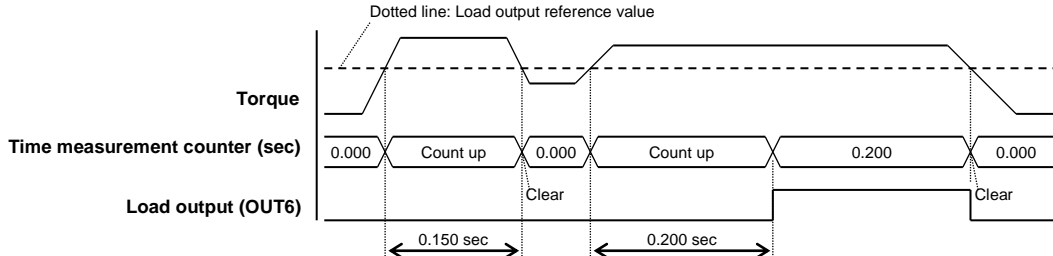 Dotted line: Load output reference value
Torque
Time measurement counter (sec)
0.000
Count up
0.000
Count up
0.200
0.000
Clear
Clear
Load output (OUT6)
0.150 sec
0.200 sec